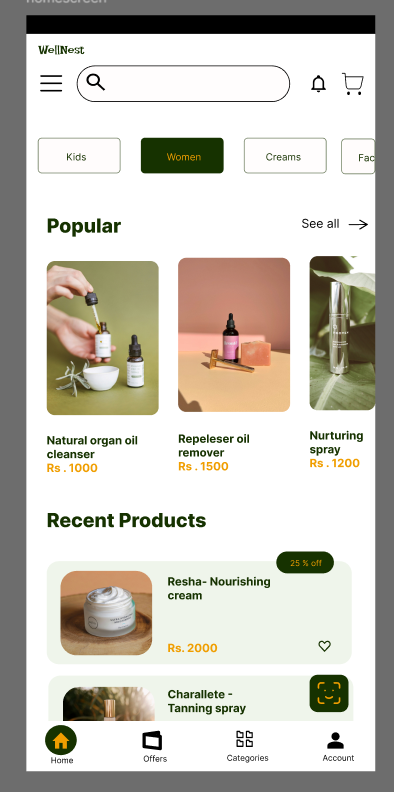 homescreen
WellNest
Kids
Women
Creams
Fac
Popular
See all
Natural organ oil
cleanser
Rs . 1000
Repeleser oil
remover
Rs . 1500
Nurturing
spray
Rs . 1200
Recent Products
25 % off
Resha- Nourishing
cream
Rs. 2000
Charallete -
Tanning spray
Home
Offers
Categories
Account